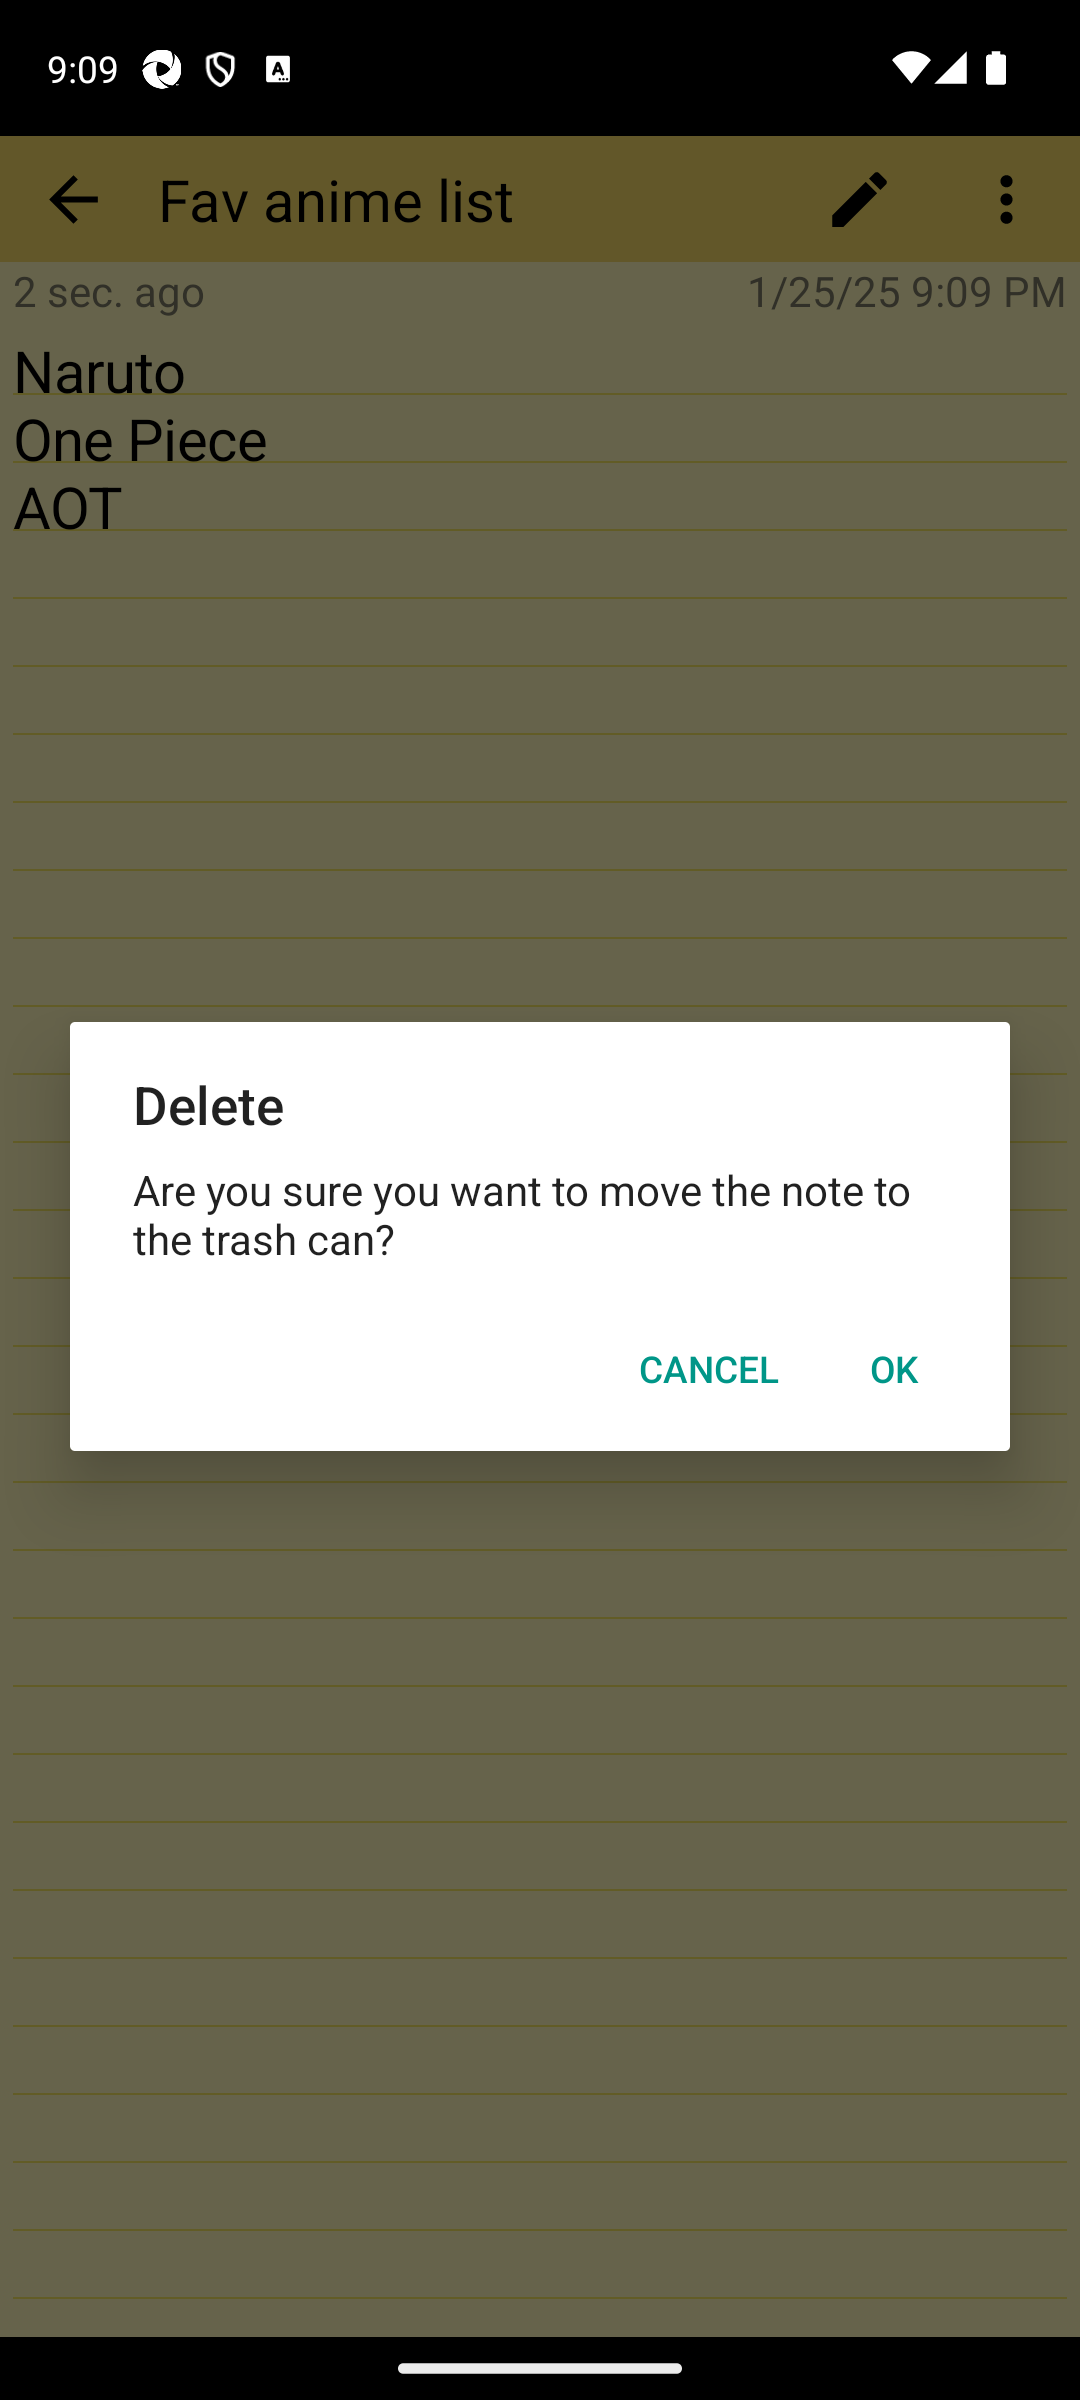 9:09
Fav anime list
2 sec. ago 1/25/25 9:09 PM
Naruto
One Piece
AOT
Delete
Are you sure you want to move the note to
the trash can?
CANCEL OK